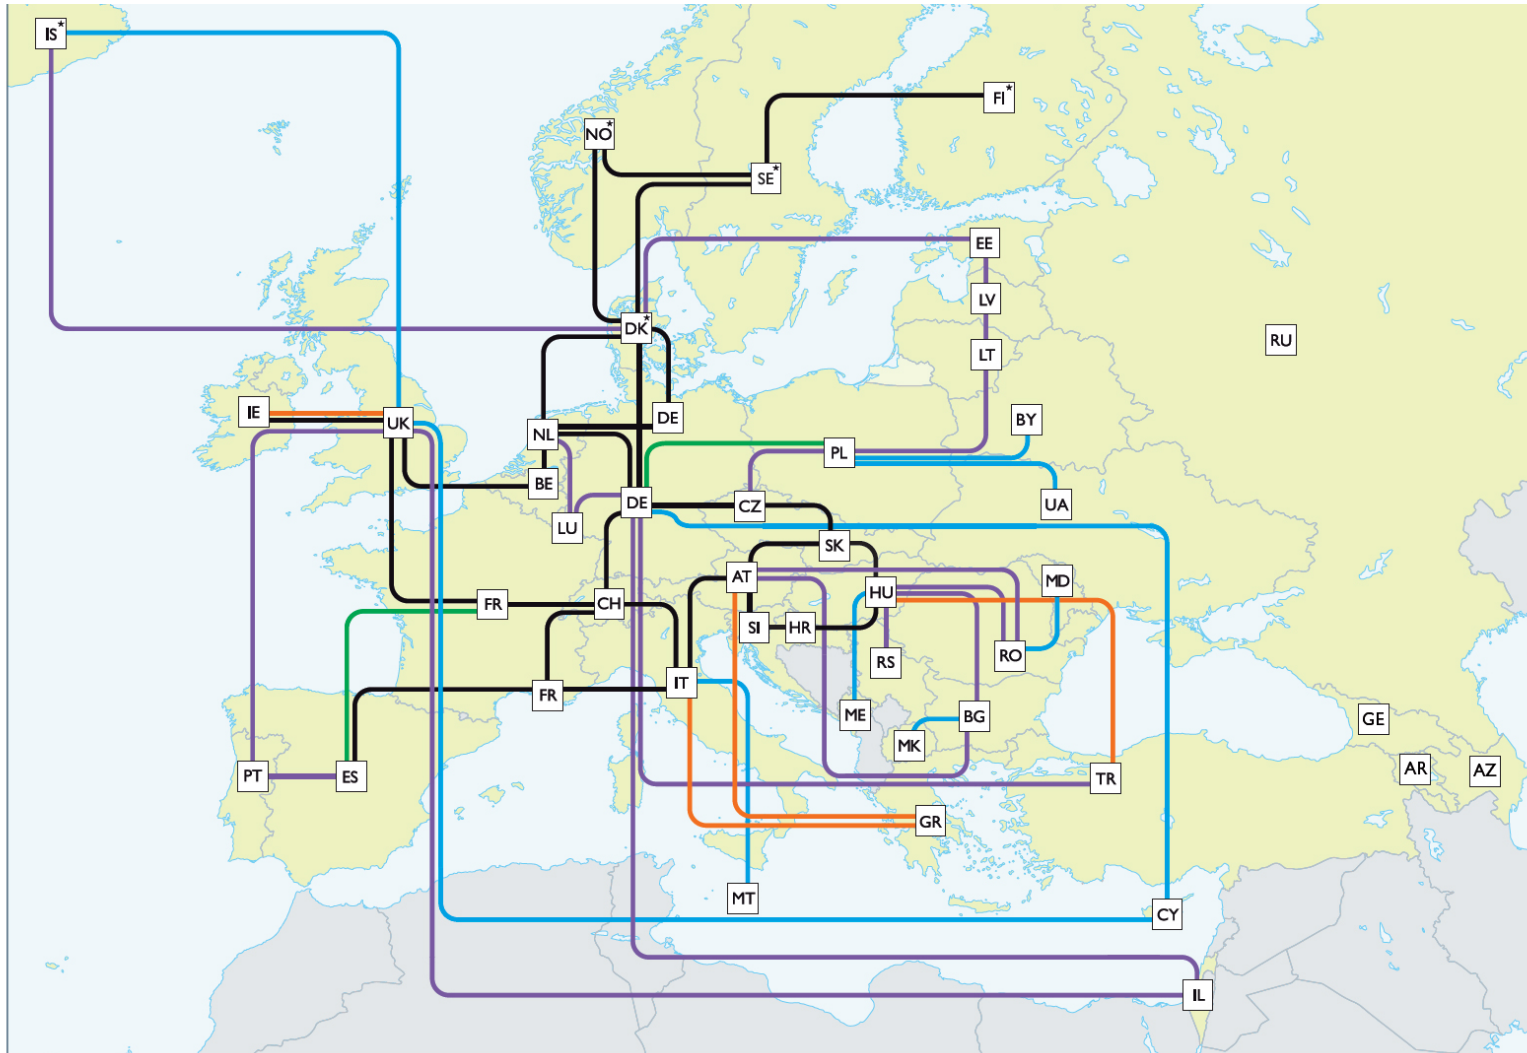 IS*
FI*
NO*
SE*
EE
LV
DK*
RU
LT
IE
UK
DE
BY
NL
PL
BE
DE
CZ
UA
LU
SK
AT
MD
HU
FR
CH
SI
HR
RS
RO
IT
FR
ME
BG
GE
MK
PT
ES
TR
AR
AZ
GR
MT
CY
IL